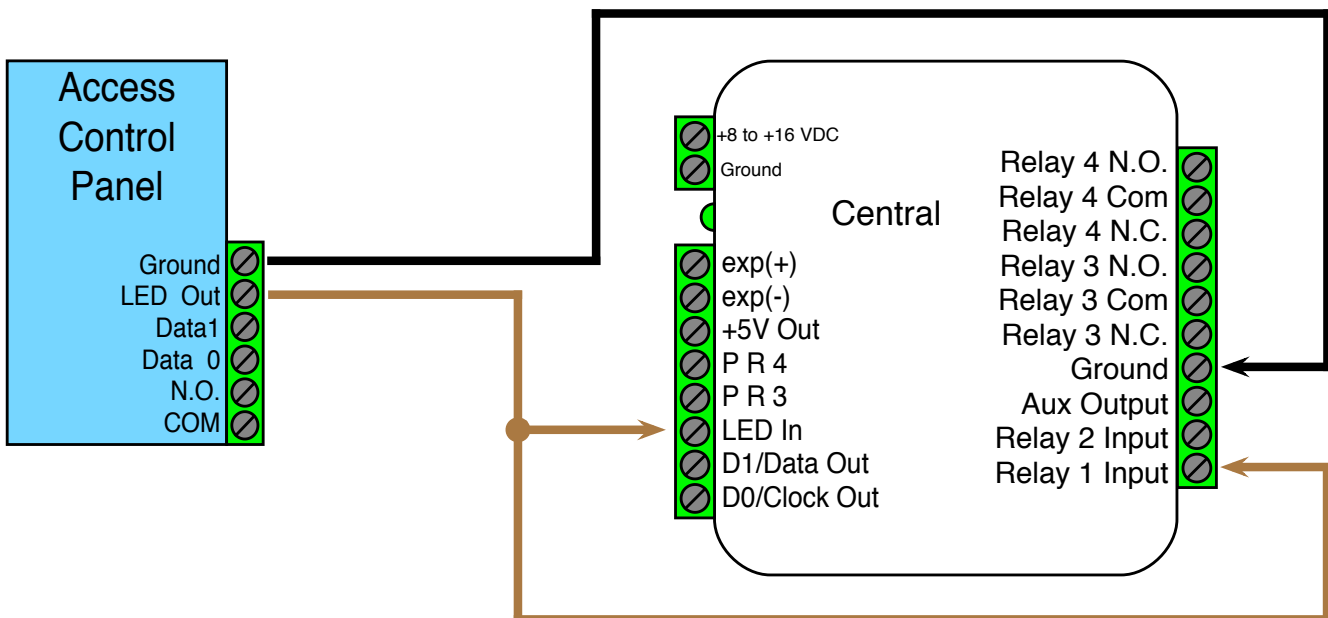 Access
Control
Panel
Ground
LED Out
Data1
Data 0
N.O.
COM
+8 to +16 VDC
Ground
Central
exp(+)
exp(-)
+5V Out
P R 4
P R 3
LED In
D1/Data Out
D0/Clock Out
Relay 4 N.O.
Relay 4 Com
Relay 4 N.C.
Relay 3 N.O.
Relay 3 Com
Relay 3 N.C.
Ground
Aux Output
Relay 2 Input
Relay 1 Input